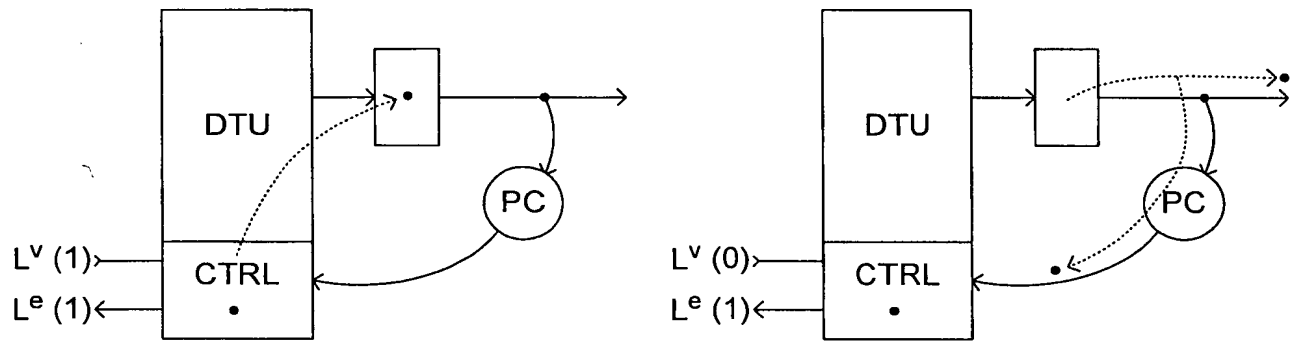 DTU
PC
Lᵛ (1)
CTRL
Lᵉ (1)
DTU
PC
Lᵛ (0)
CTRL
Lᵉ (1)